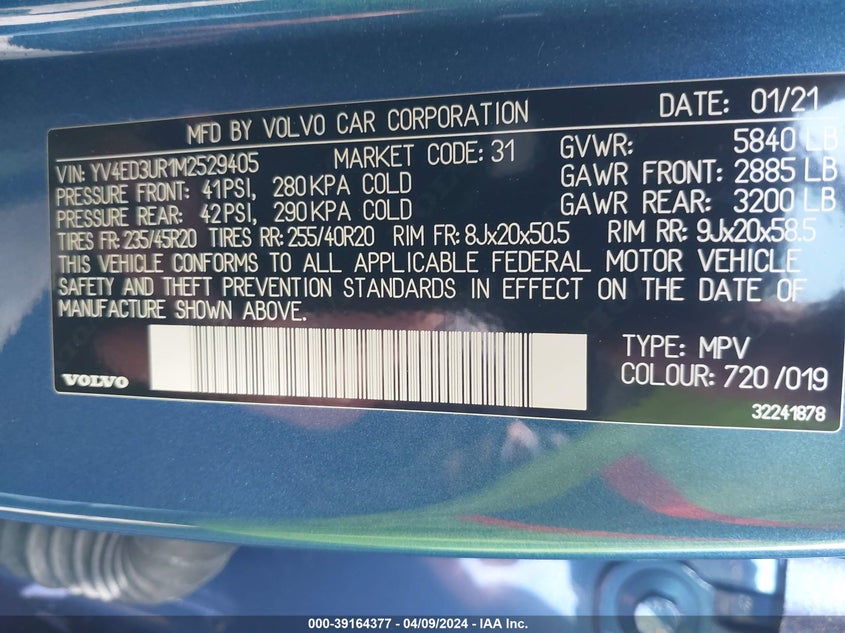 MFD BY VOLVO CAR CORPORATION DATE: 01/21
VIN: YV4ED3UR1M2529405 MARKET CODE: 31 GVWR: 5840 LB
PRESSURE FRONT: 41PSI, 280 KPA COLD GAWR FRONT: 2885 LB
PRESSURE REAR: 42PSI, 290 KPA COLD GAWR REAR: 3200 LB
TIRES FR: 235/45R20 TIRES RR: 255/40R20 RIM FR: 8Jx20x50.5 RIM RR: 9Jx20x58.5
THIS VEHICLE CONFORMS TO ALL APPLICABLE FEDERAL MOTOR VEHICLE
SAFETY AND THEFT PREVENTION STANDARDS IN EFFECT ON THE DATE OF
MANUFACTURE SHOWN ABOVE.
TYPE: MPV
VOLVO COLOUR: 720 /019
32241878
000-39164377 - 04/09/2024 - IAA Inc.